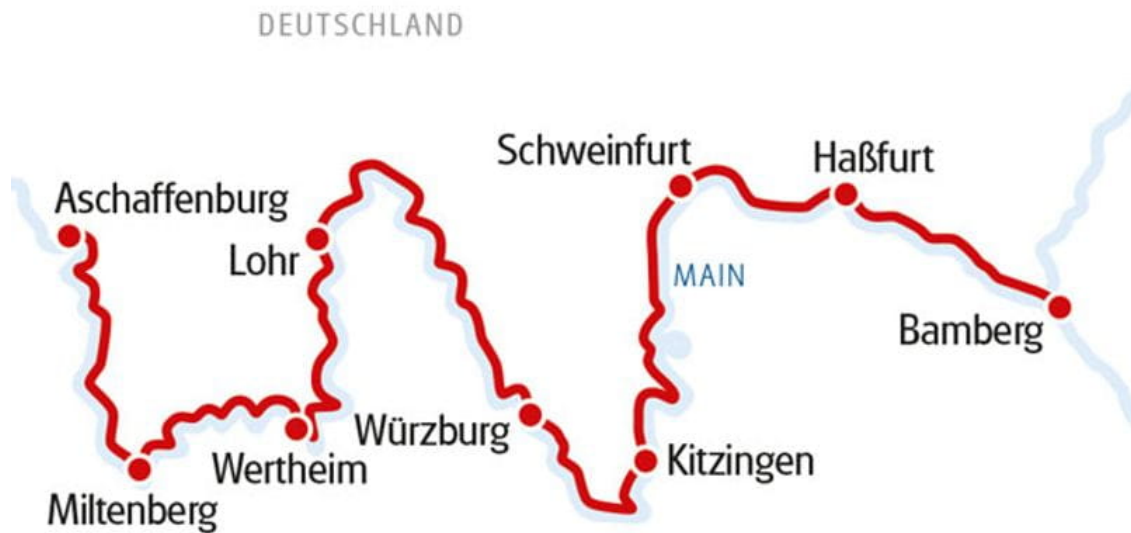 DEUTSCHLAND
Schweinfurt
Haßfurt
Aschaffenburg
Lohr
MAIN
Bamberg
Würzburg
Wertheim
Kitzingen
Miltenberg